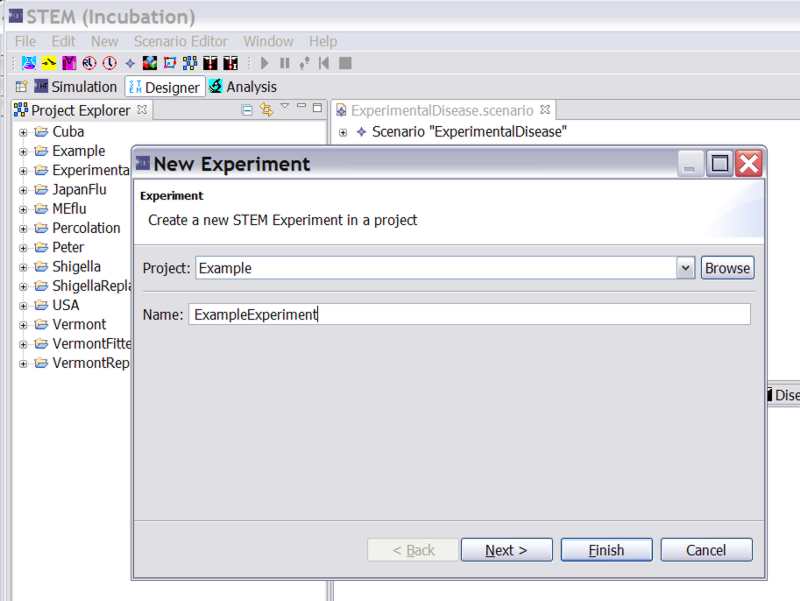 STEM (Incubation)
File Edit New Scenario Editor Window Help
Simulation Designer Analysis
Project Explorer
ExperimentalDisease.scenario
Cuba
Scenario "ExperimentalDisease"
Example
Experimenta
JapanFlu
MEflu
Percolation
Peter
Shigella
ShigellaRepla
USA
Vermont
VermontFitte
VermontRep
New Experiment
Experiment
Create a new STEM Experiment in a project
Project: Example Browse
Name: ExampleExperiment
Dise
< Back Next > Finish Cancel